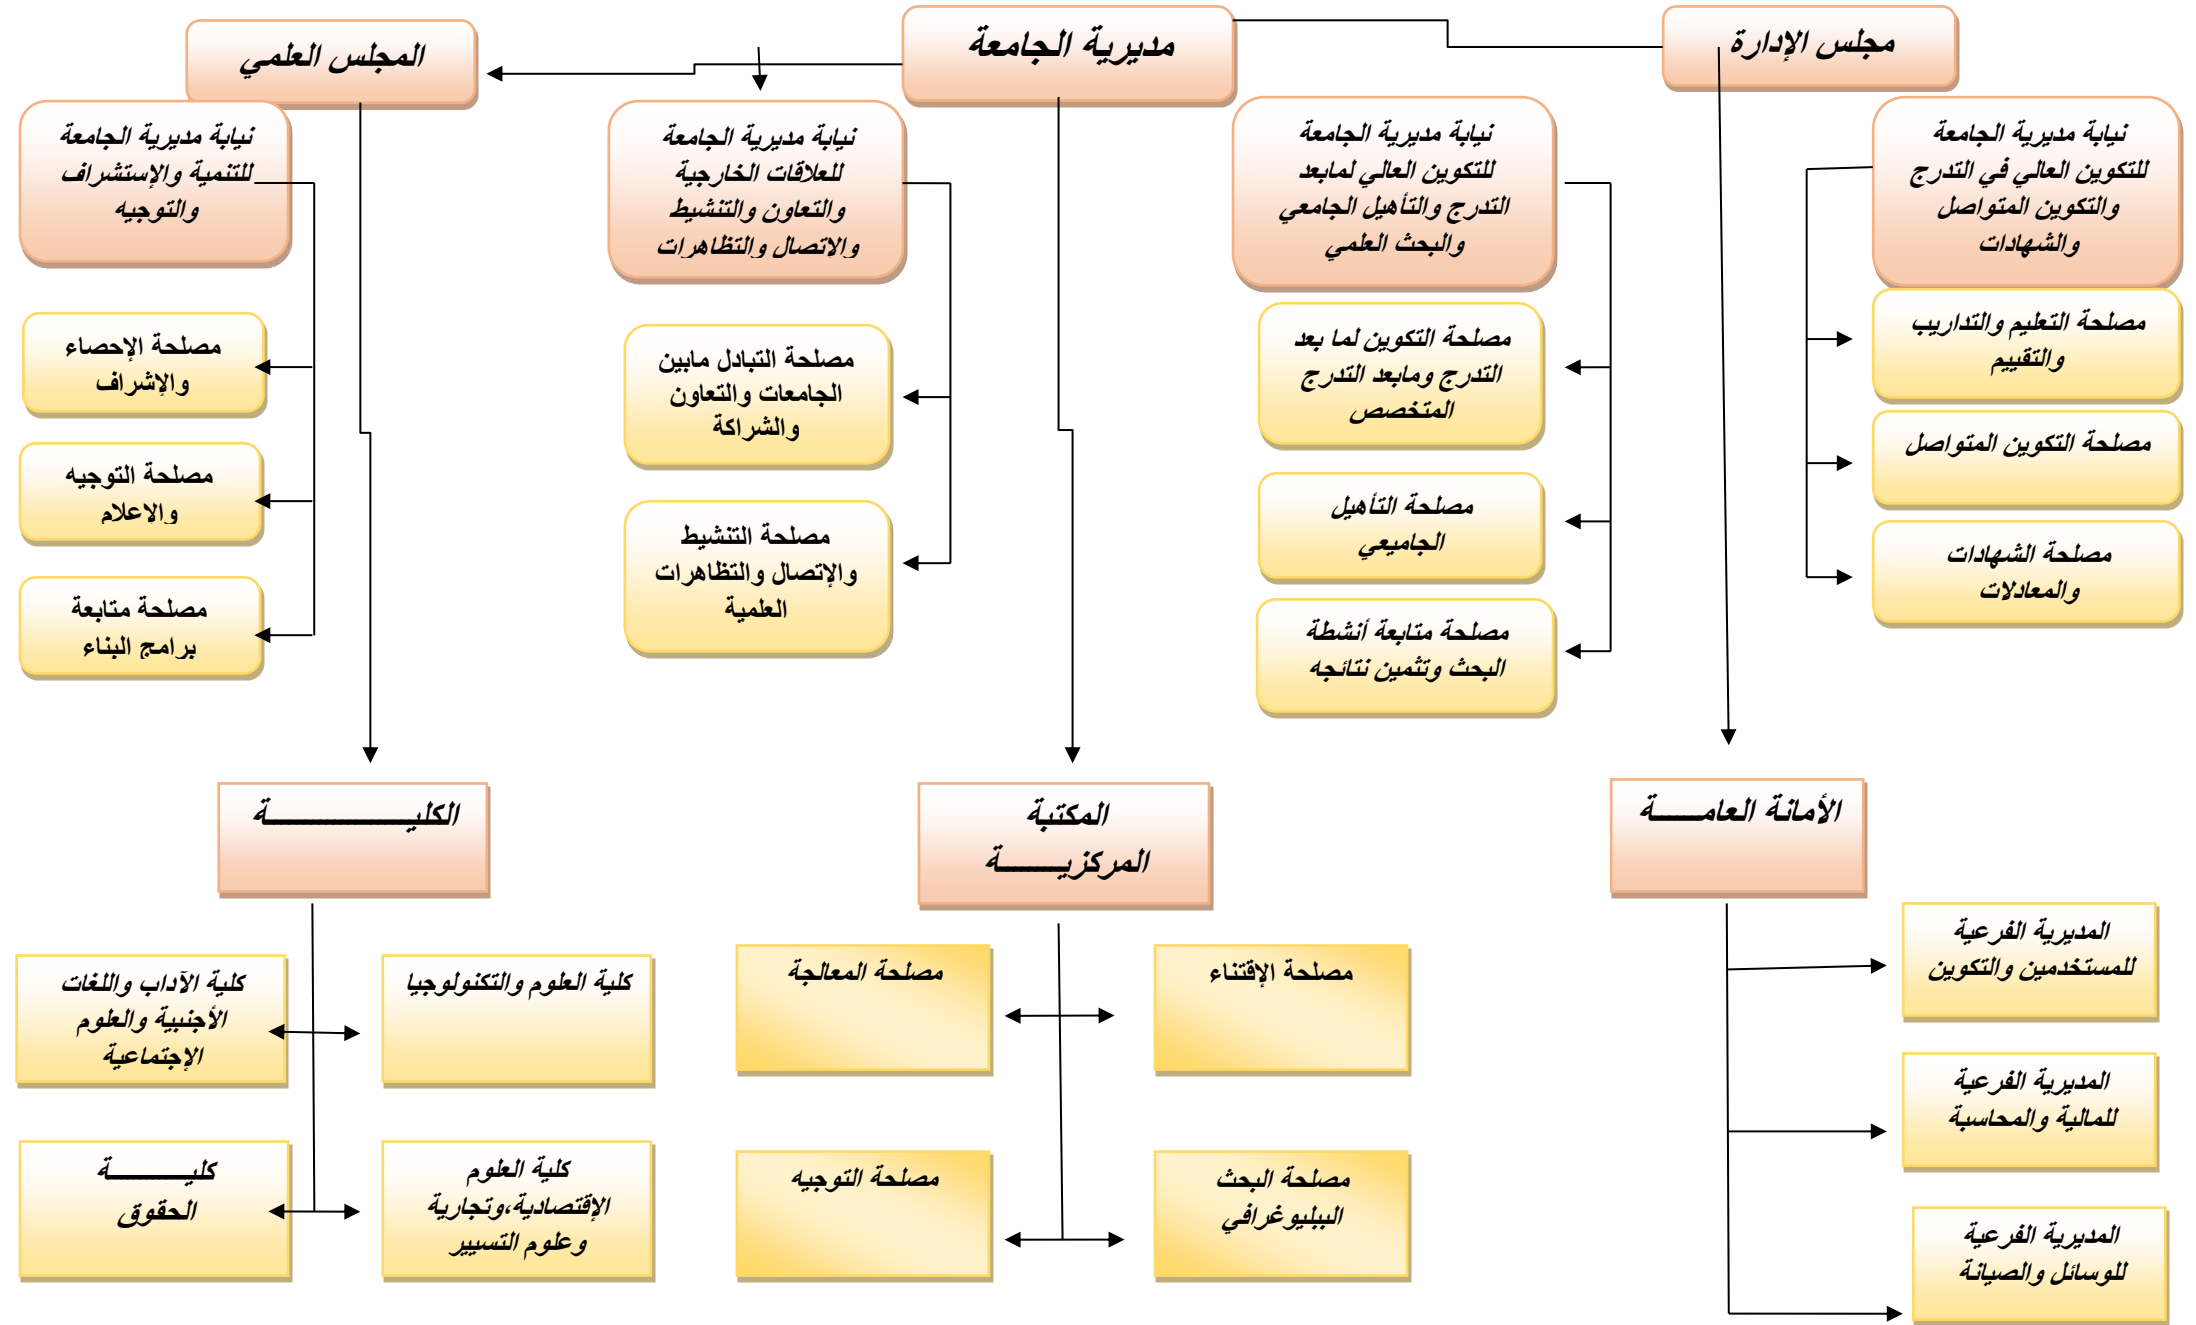 مجلس الإدارة
مديرية الجامعة
المجلس العلمي
نيابة مديرية الجامعة
للتكوين العالي في التدرج
والتكوين المتواصل
والشهادات
نيابة مديرية الجامعة
للتكوين العالي لمابعد
التدرج والتأهيل الجامعي
والبحث العلمي
نيابة مديرية الجامعة
للعلاقات الخارجية
والتعاون والتنشيط
والاتصال والتظاهرات
نيابة مديرية الجامعة
للتنمية والإستشراف
والتوجيه
مصلحة التعليم والتداريب
والتقييم
مصلحة التكوين المتواصل
مصلحة الشهادات
والمعادلات
مصلحة التكوين لما بعد
التدرج ومابعد التدرج
المتخصص
مصلحة التأهيل
الجاميعي
مصلحة متابعة أنشطة
البحث وتثمين نتائجه
مصلحة التبادل مابين
الجامعات والتعاون
والشراكة
مصلحة التنشيط
والإتصال والتظاهرات
العلمية
مصلحة الإحصاء
والإشراف
مصلحة التوجيه
والاعلام
مصلحة متابعة
برامج البناء
الأمانة العامـــــة
المكتبة
المركزيـــــــة
الكليـــــــــــــــــة
المديرية الفرعية
للمستخدمين والتكوين
المديرية الفرعية
للمالية والمحاسبة
المديرية الفرعية
للوسائل والصيانة
مصلحة الإقتناء
مصلحة المعالجة
مصلحة البحث
الببليوغرافي
مصلحة التوجيه
كلية العلوم والتكنولوجيا
كلية الآداب واللغات
الأجنبية والعلوم
الإجتماعية
كلية العلوم
الإقتصادية،وتجارية
وعلوم التسيير
كليـــــــــة
الحقوق